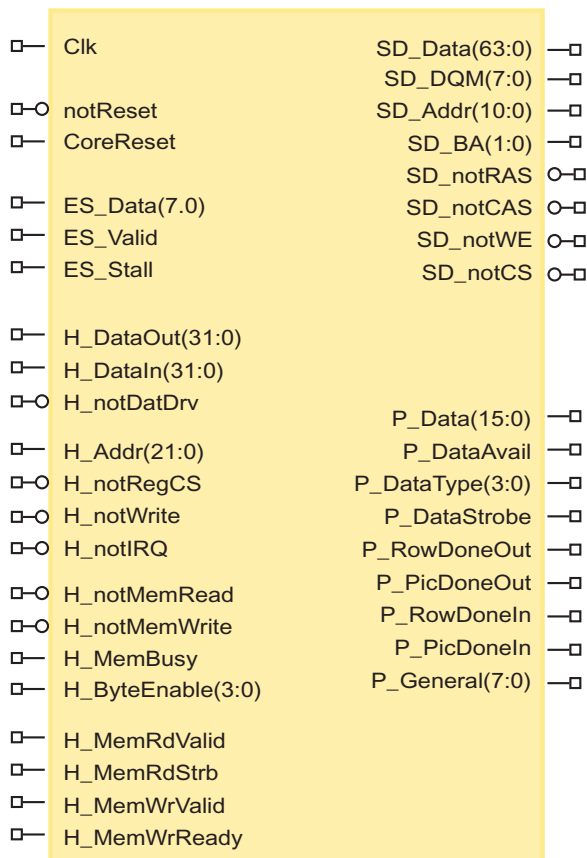 Clk
notReset
CoreReset
ES_Data(7.0)
ES_Valid
ES_Stall
H_DataOut(31:0)
H_DataIn(31:0)
H_notDatDrv
H_Addr(21:0)
H_notRegCS
H_notWrite
H_notIRQ
H_notMemRead
H_notMemWrite
H_MemBusy
H_ByteEnable(3:0)
H_MemRdValid
H_MemRdStrb
H_MemWrValid
H_MemWrReady
SD_Data(63:0)
SD_DQM(7:0)
SD_Addr(10:0)
SD_BA(1:0)
SD_notRAS
SD_notCAS
SD_notWE
SD_notCS
P_Data(15:0)
P_DataAvail
P_DataType(3:0)
P_DataStrobe
P_RowDoneOut
P_PicDoneOut
P_RowDoneIn
P_PicDoneIn
P_General(7:0)